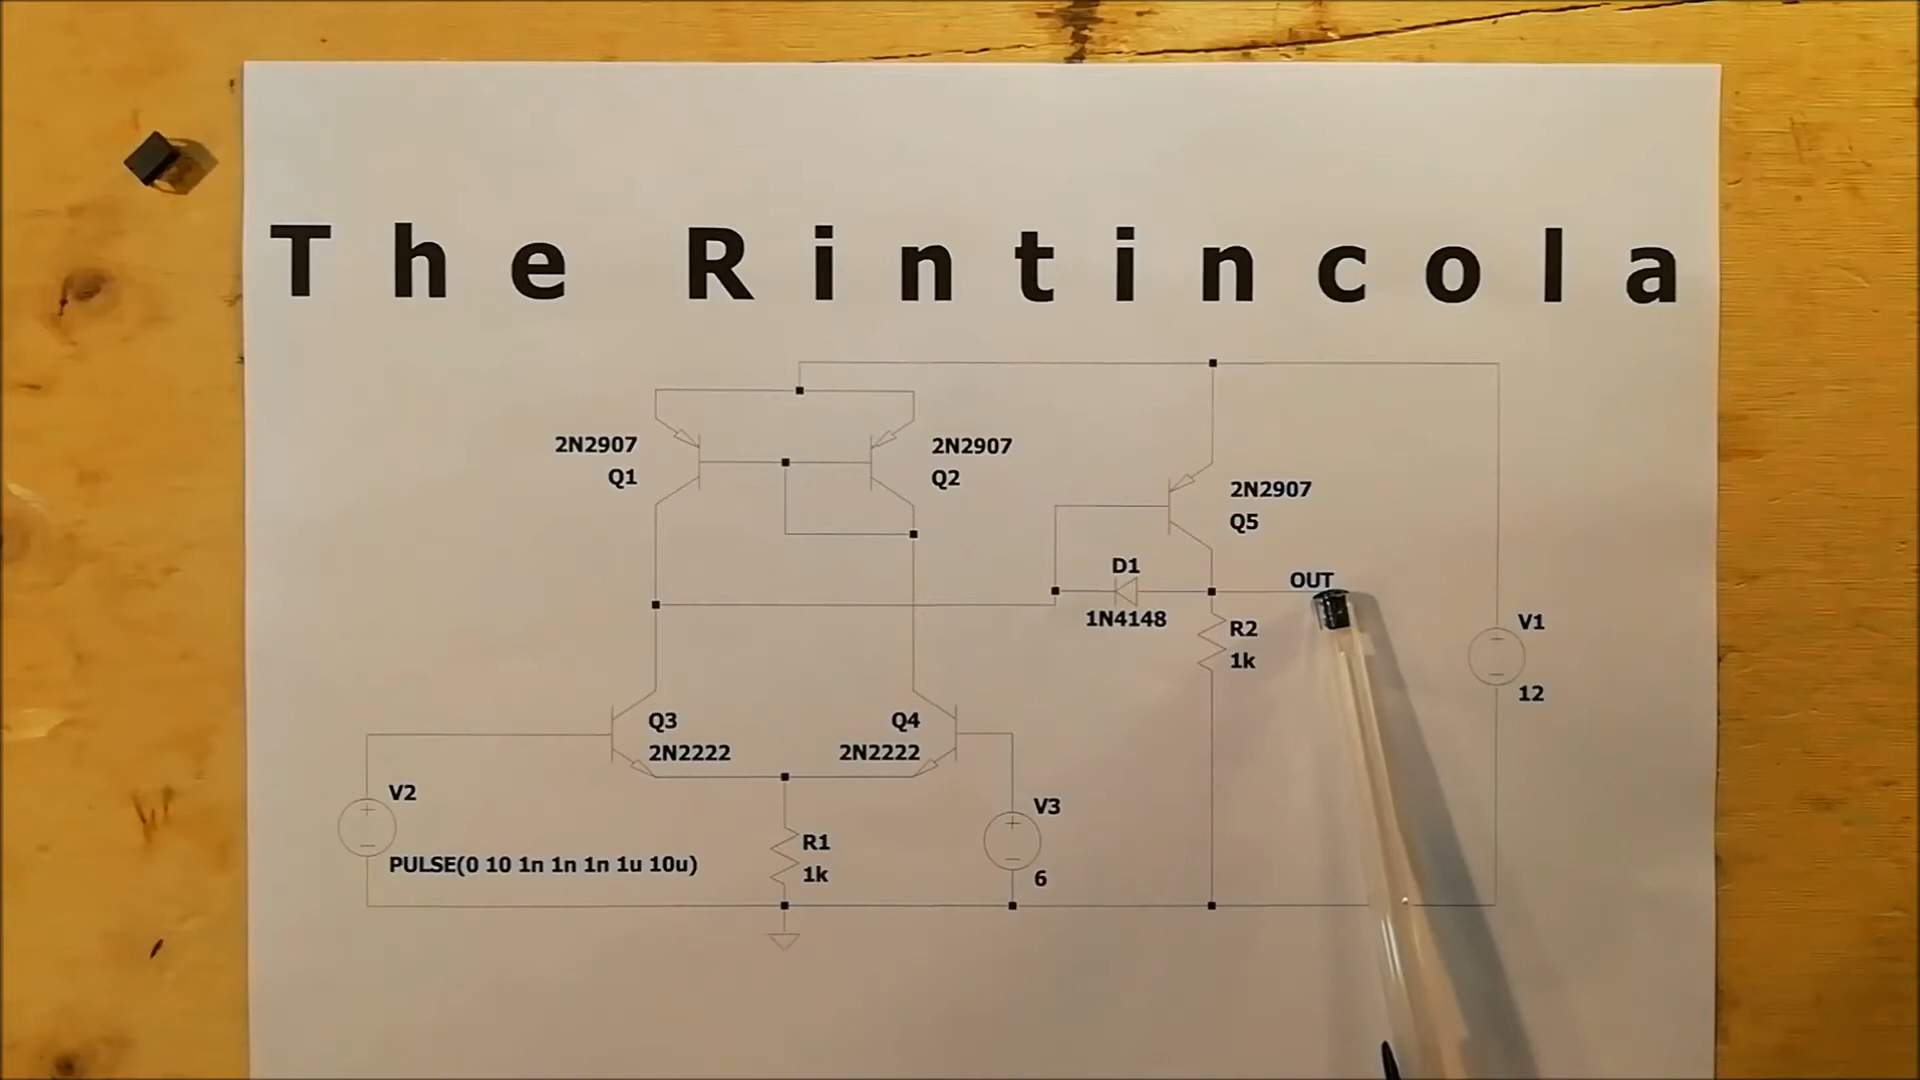 The Rintincola
2N2907
Q1
2N2907
Q2
2N2907
Q5
D1
1N4148
OUT
R2
1k
V1
12
Q3
2N2222
Q4
2N2222
V2
PULSE(0 10 1n 1n 1n 1u 10u)
R1
1k
V3
6